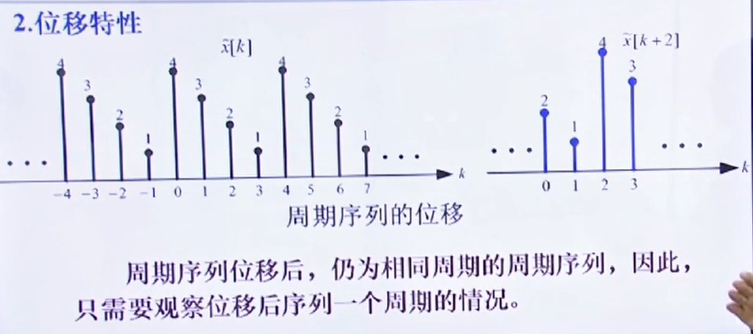 2.位移特性
x̃[k]
x̃[k+2]
4 3 2 1 4 3 2 1 4 3 2 1
2 1 4 3
... ...
... ...
k
k
-4 -3 -2 -1 0 1 2 3 4 5 6 7
0 1 2 3
周期序列的位移
周期序列位移后，仍为相同周期的周期序列，因此，
只需要观察位移后序列一个周期的情况。